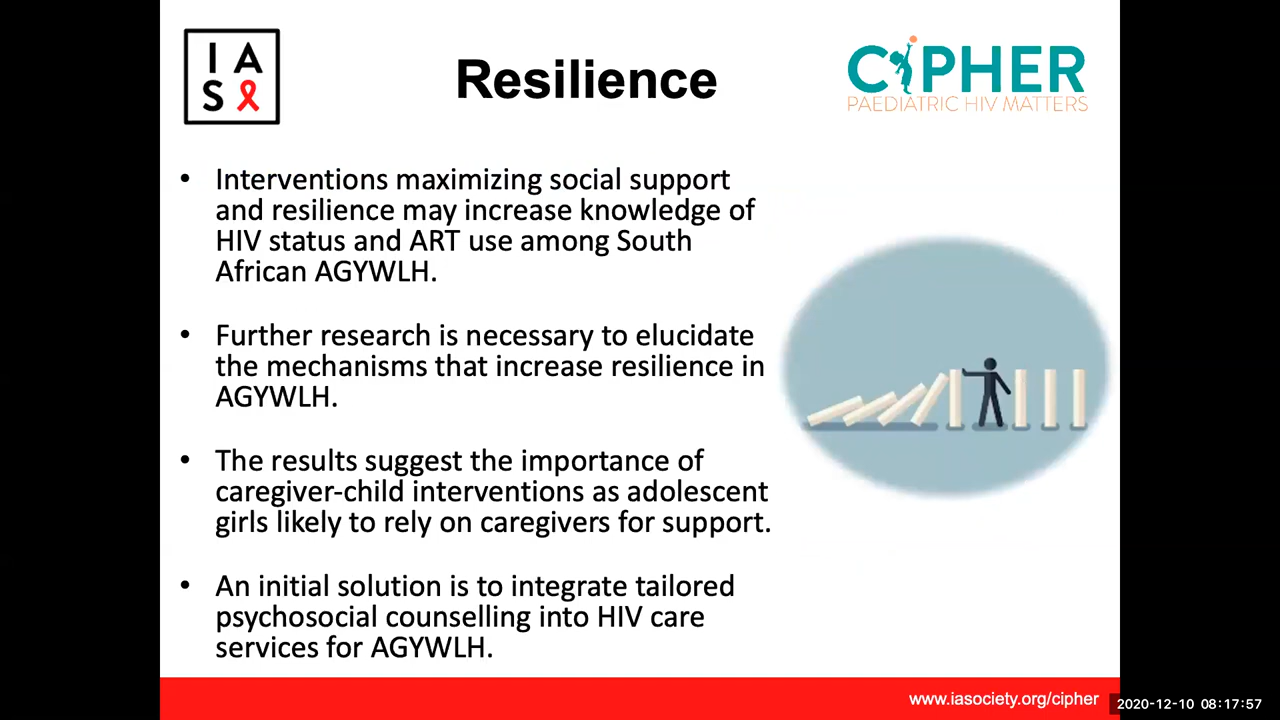 IA
S
Resilience
CIPHER
PAEDIATRIC HIV MATTERS
• Interventions maximizing social support
and resilience may increase knowledge of
HIV status and ART use among South
African AGYWLH.
• Further research is necessary to elucidate
the mechanisms that increase resilience in
AGYWLH.
• The results suggest the importance of
caregiver-child interventions as adolescent
girls likely to rely on caregivers for support.
• An initial solution is to integrate tailored
psychosocial counselling into HIV care
services for AGYWLH.
www.iasociety.org/cipher
2020-12-10 08:17:57